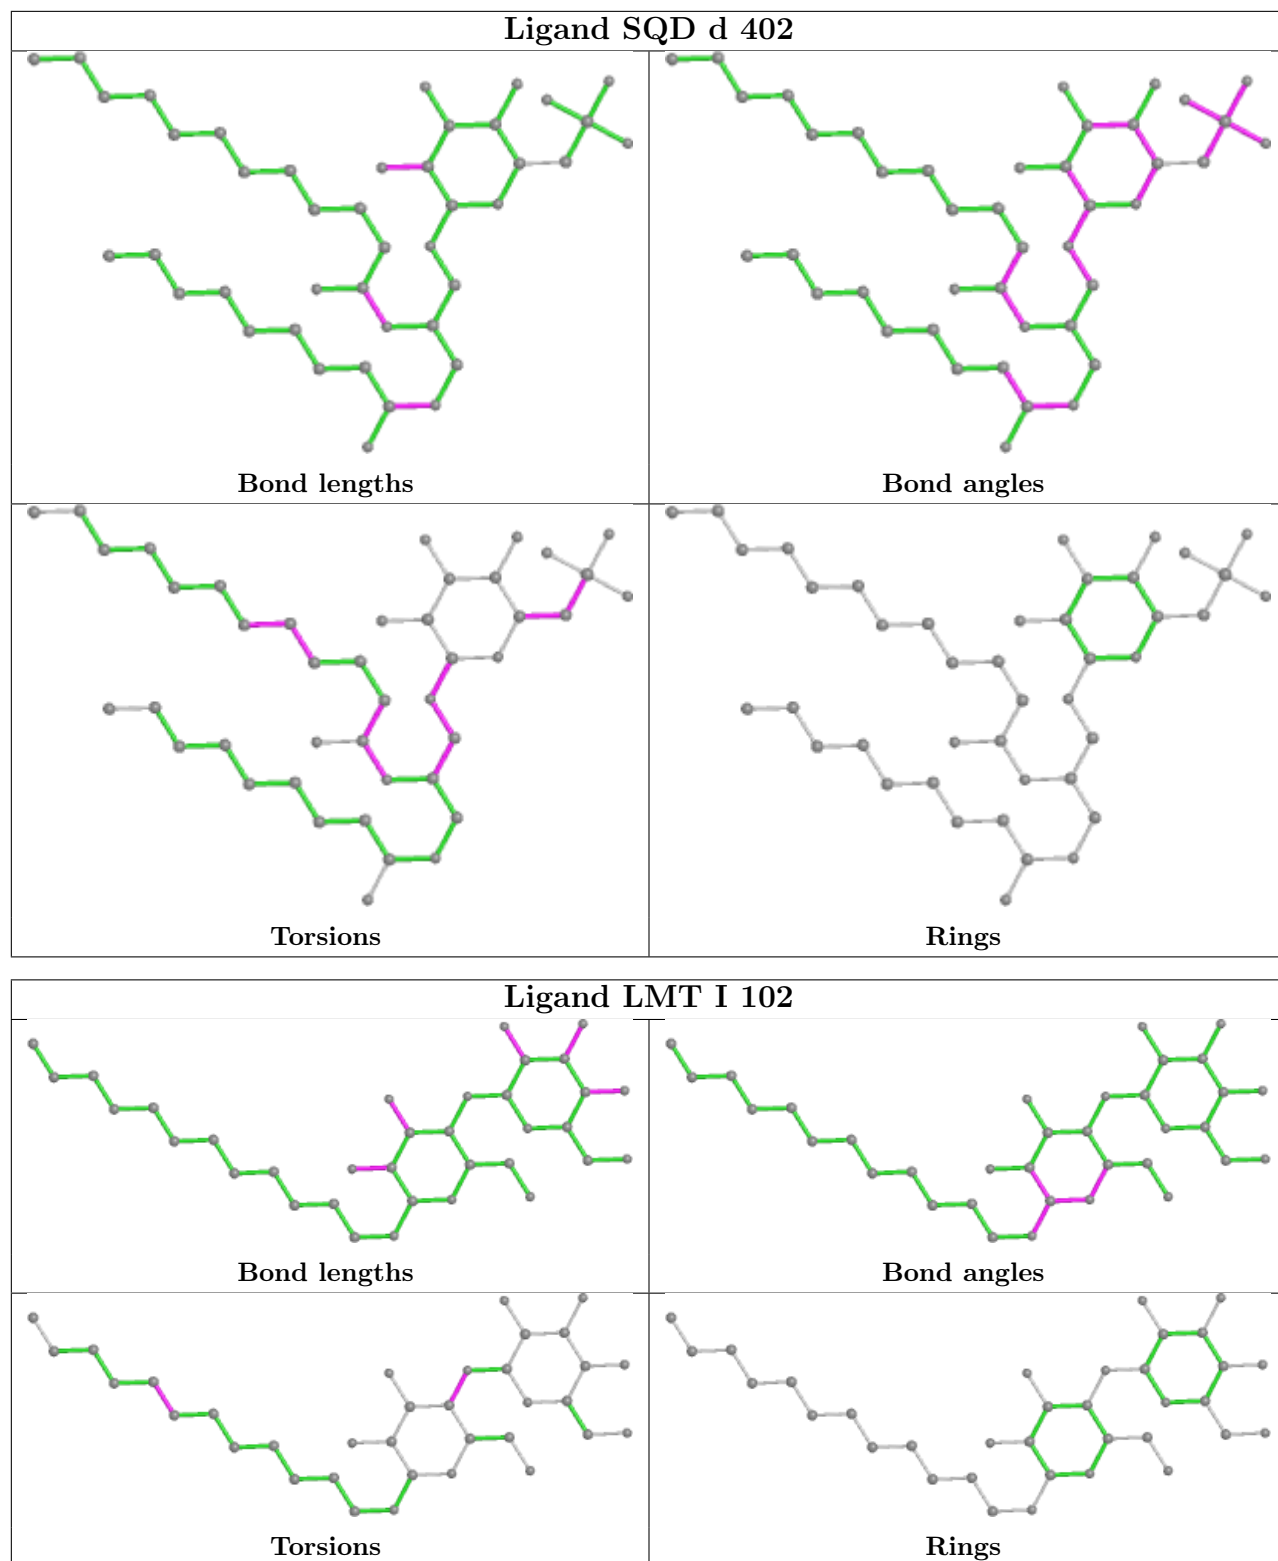 Ligand SQD d 402
Bond lengths
Bond angles
Torsions
Rings
Ligand LMT I 102
Bond lengths
Bond angles
Torsions
Rings